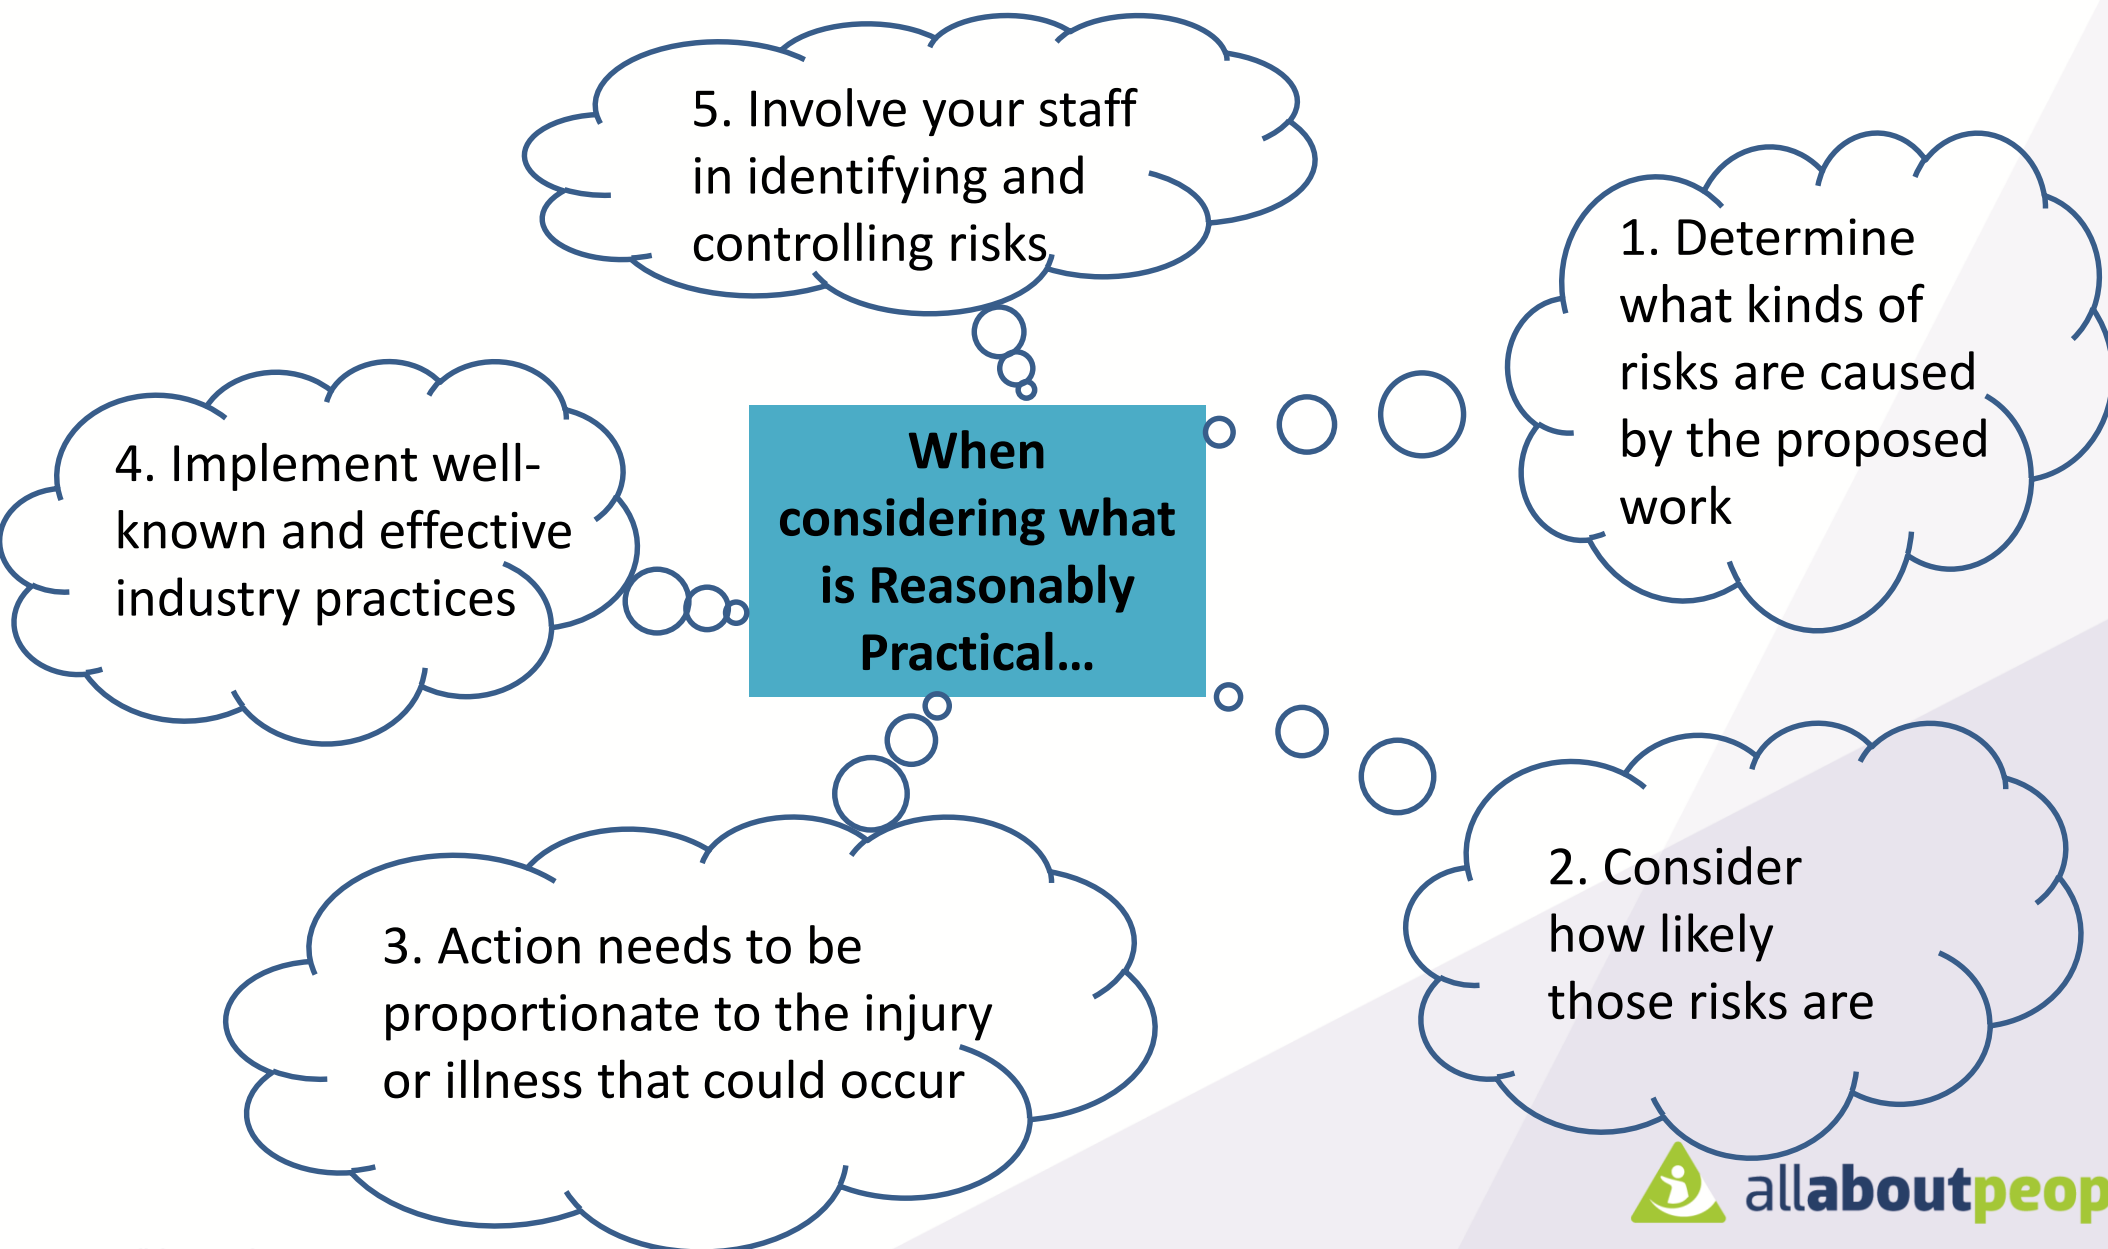 When
considering what
is Reasonably
Practical...
1. Determine
what kinds of
risks are caused
by the proposed
work
2. Consider
how likely
those risks are
3. Action needs to be
proportionate to the injury
or illness that could occur
4. Implement well-
known and effective
industry practices
5. Involve your staff
in identifying and
controlling risks
allaboutpeop